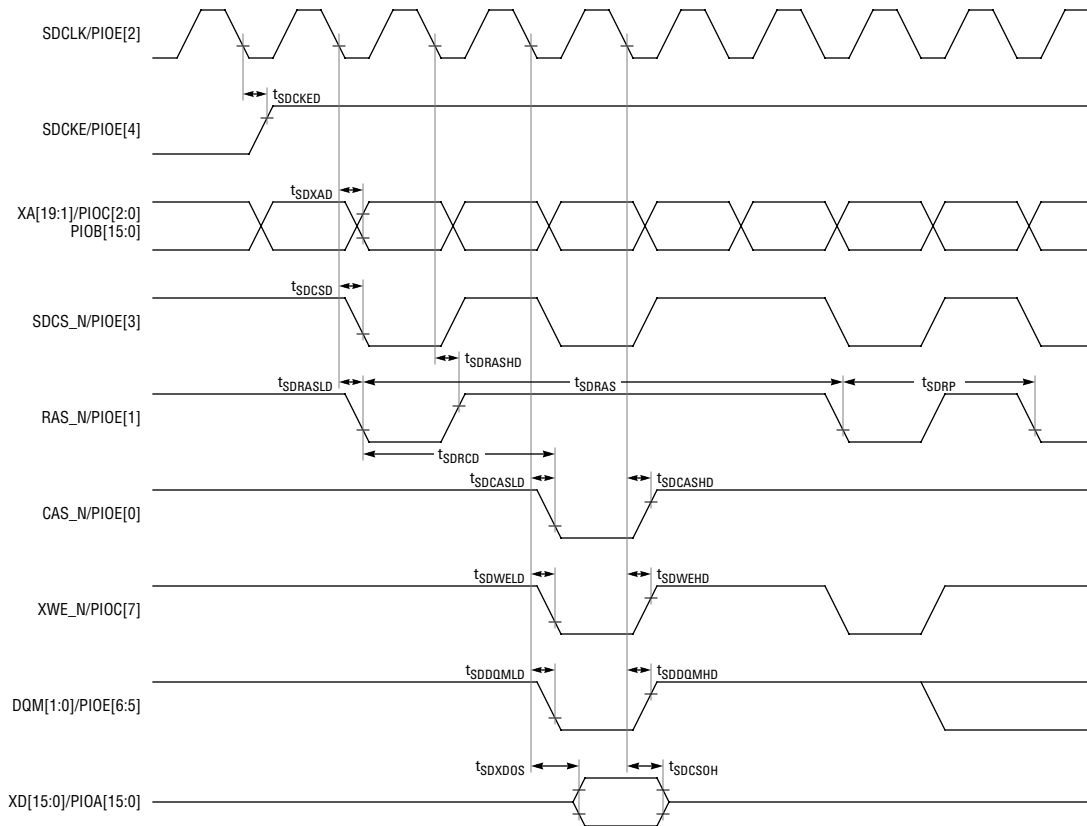 SDCLK/PIOE[2]
tSDCKED
SDCKE/PIOE[4]
tSDXAD
XA[19:1]/PIOC[2:0]
PIOB[15:0]
tSDCSD
SDCS_N/PIOE[3]
tSDRASHD
tSDRASLD
tSDRAS
tSDRP
RAS_N/PIOE[1]
tSDRCD
tSDCASLD
tSDCASHD
CAS_N/PIOE[0]
tSDWELD
tSDWEHD
XWE_N/PIOC[7]
tSDDQMLD
tSDDQMHD
DQM[1:0]/PIOE[6:5]
tSDXDOS
tSDCSOH
XD[15:0]/PIOA[15:0]